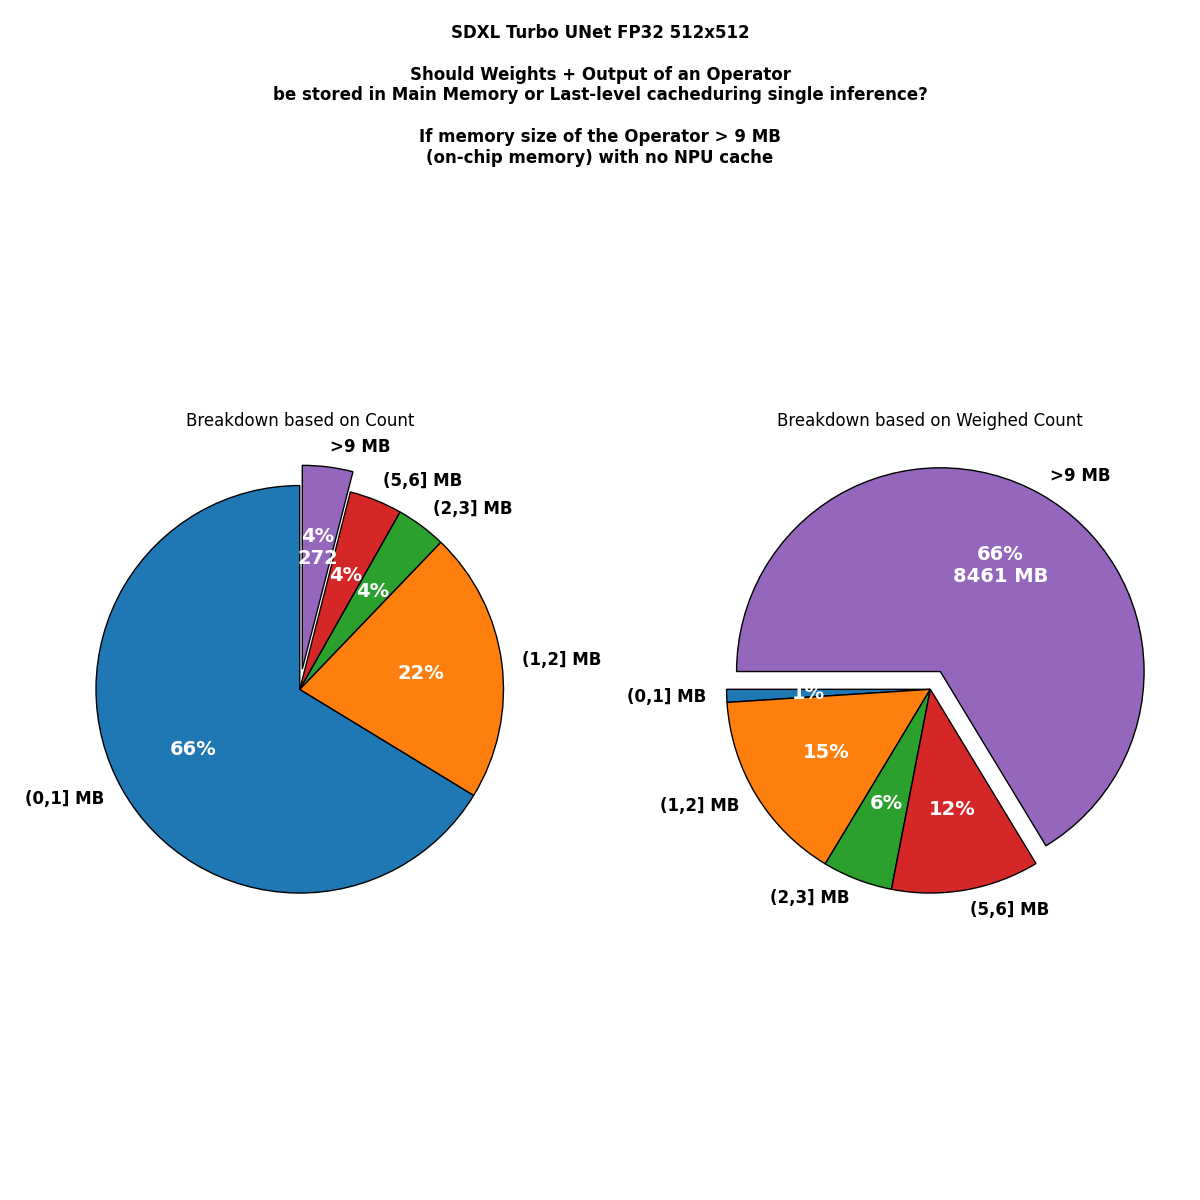 SDXL Turbo UNet FP32 512x512
Should Weights + Output of an Operator
be stored in Main Memory or Last-level cacheduring single inference?
If memory size of the Operator > 9 MB
(on-chip memory) with no NPU cache
Breakdown based on Count
>9 MB
(5,6] MB
(2,3] MB
4%
272
4%
4%
(1,2] MB
22%
66%
(0,1] MB
Breakdown based on Weighed Count
>9 MB
66%
8461 MB
(0,1] MB
1%
15%
(1,2] MB
6%
12%
(2,3] MB
(5,6] MB